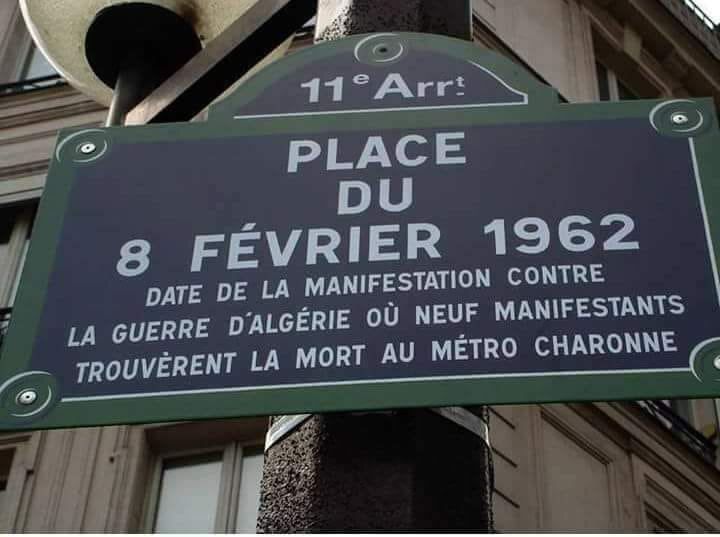 11e Arrt
PLACE
DU
8 FÉVRIER 1962
DATE DE LA MANIFESTATION CONTRE
LA GUERRE D'ALGÉRIE OÙ NEUF MANIFESTANTS
TROUVÈRENT LA MORT AU MÉTRO CHARONNE